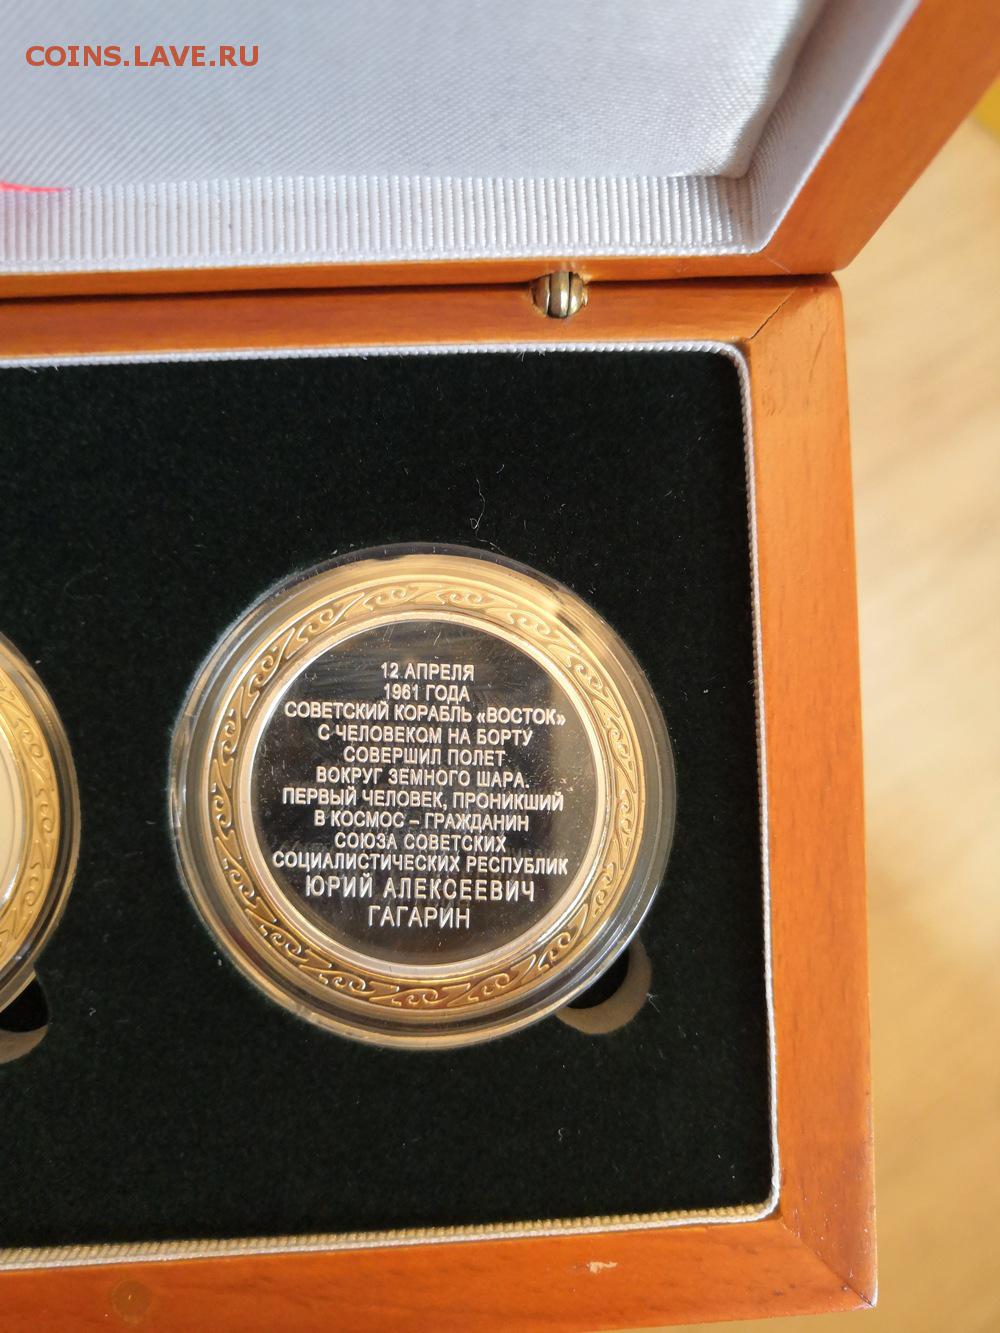 COINS.LAVE.RU
12 АПРЕЛЯ
1961 ГОДА
СОВЕТСКИЙ КОРАБЛЬ «ВОСТОК»
С ЧЕЛОВЕКОМ НА БОРТУ
СОВЕРШИЛ ПОЛЕТ
ВОКРУГ ЗЕМНОГО ШАРА.
ПЕРВЫЙ ЧЕЛОВЕК, ПРОНИКШИЙ
В КОСМОС – ГРАЖДАНИН
СОЮЗА СОВЕТСКИХ
СОЦИАЛИСТИЧЕСКИХ РЕСПУБЛИК
ЮРИЙ АЛЕКСЕЕВИЧ
ГАГАРИН